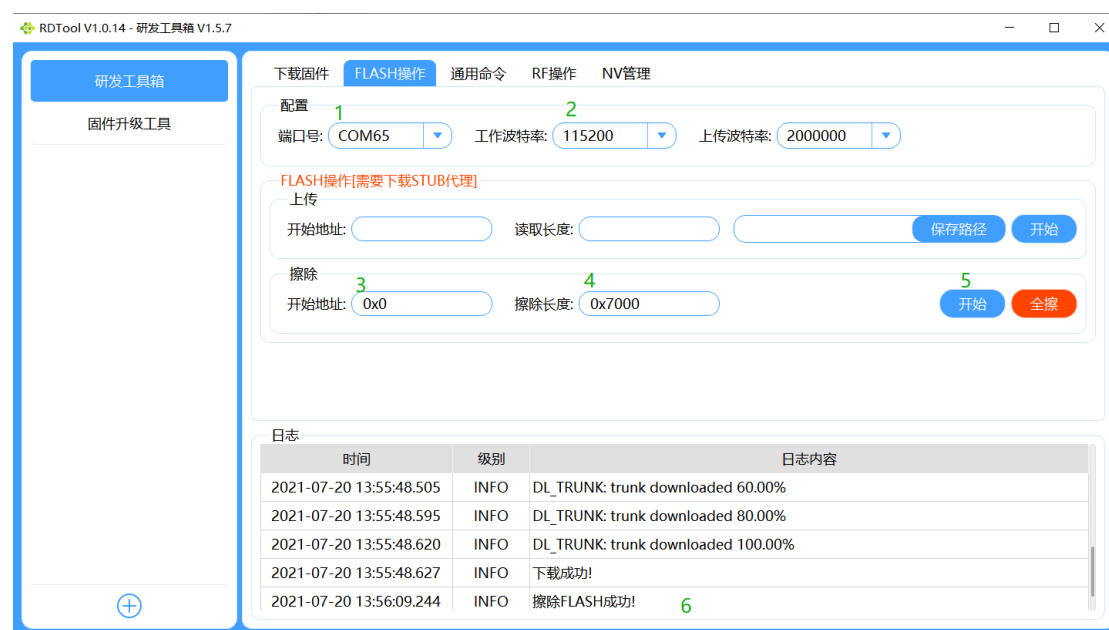 RDTool V1.0.14 - 研发工具箱 V1.5.7
研发工具箱
固件升级工具
下载固件 FLASH操作 通用命令 RF操作 NV管理
配置
1 2
端口号: COM65 工作波特率: 115200 上传波特率: 2000000
FLASH操作[需要下载STUB代理]
上传
开始地址: 读取长度: 保存路径 开始
擦除
3 4 5
开始地址: 0x0 擦除长度: 0x7000 开始 全擦
日志
时间 级别 日志内容
2021-07-20 13:55:48.505 INFO DL_TRUNK: trunk downloaded 60.00%
2021-07-20 13:55:48.595 INFO DL_TRUNK: trunk downloaded 80.00%
2021-07-20 13:55:48.620 INFO DL_TRUNK: trunk downloaded 100.00%
2021-07-20 13:55:48.627 INFO 下载成功!
2021-07-20 13:56:09.244 INFO 擦除FLASH成功! 6